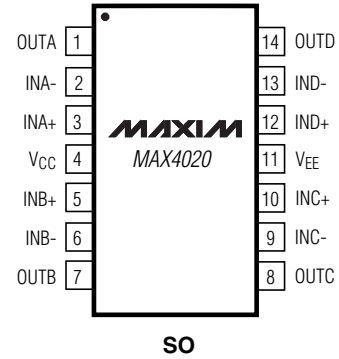 OUTA 1 14 OUTD
INA- 2 13 IND-
INA+ 3 MAXIM 12 IND+
VCC 4 MAX4020 11 VEE
INB+ 5 10 INC+
INB- 6 9 INC-
OUTB 7 8 OUTC
SO